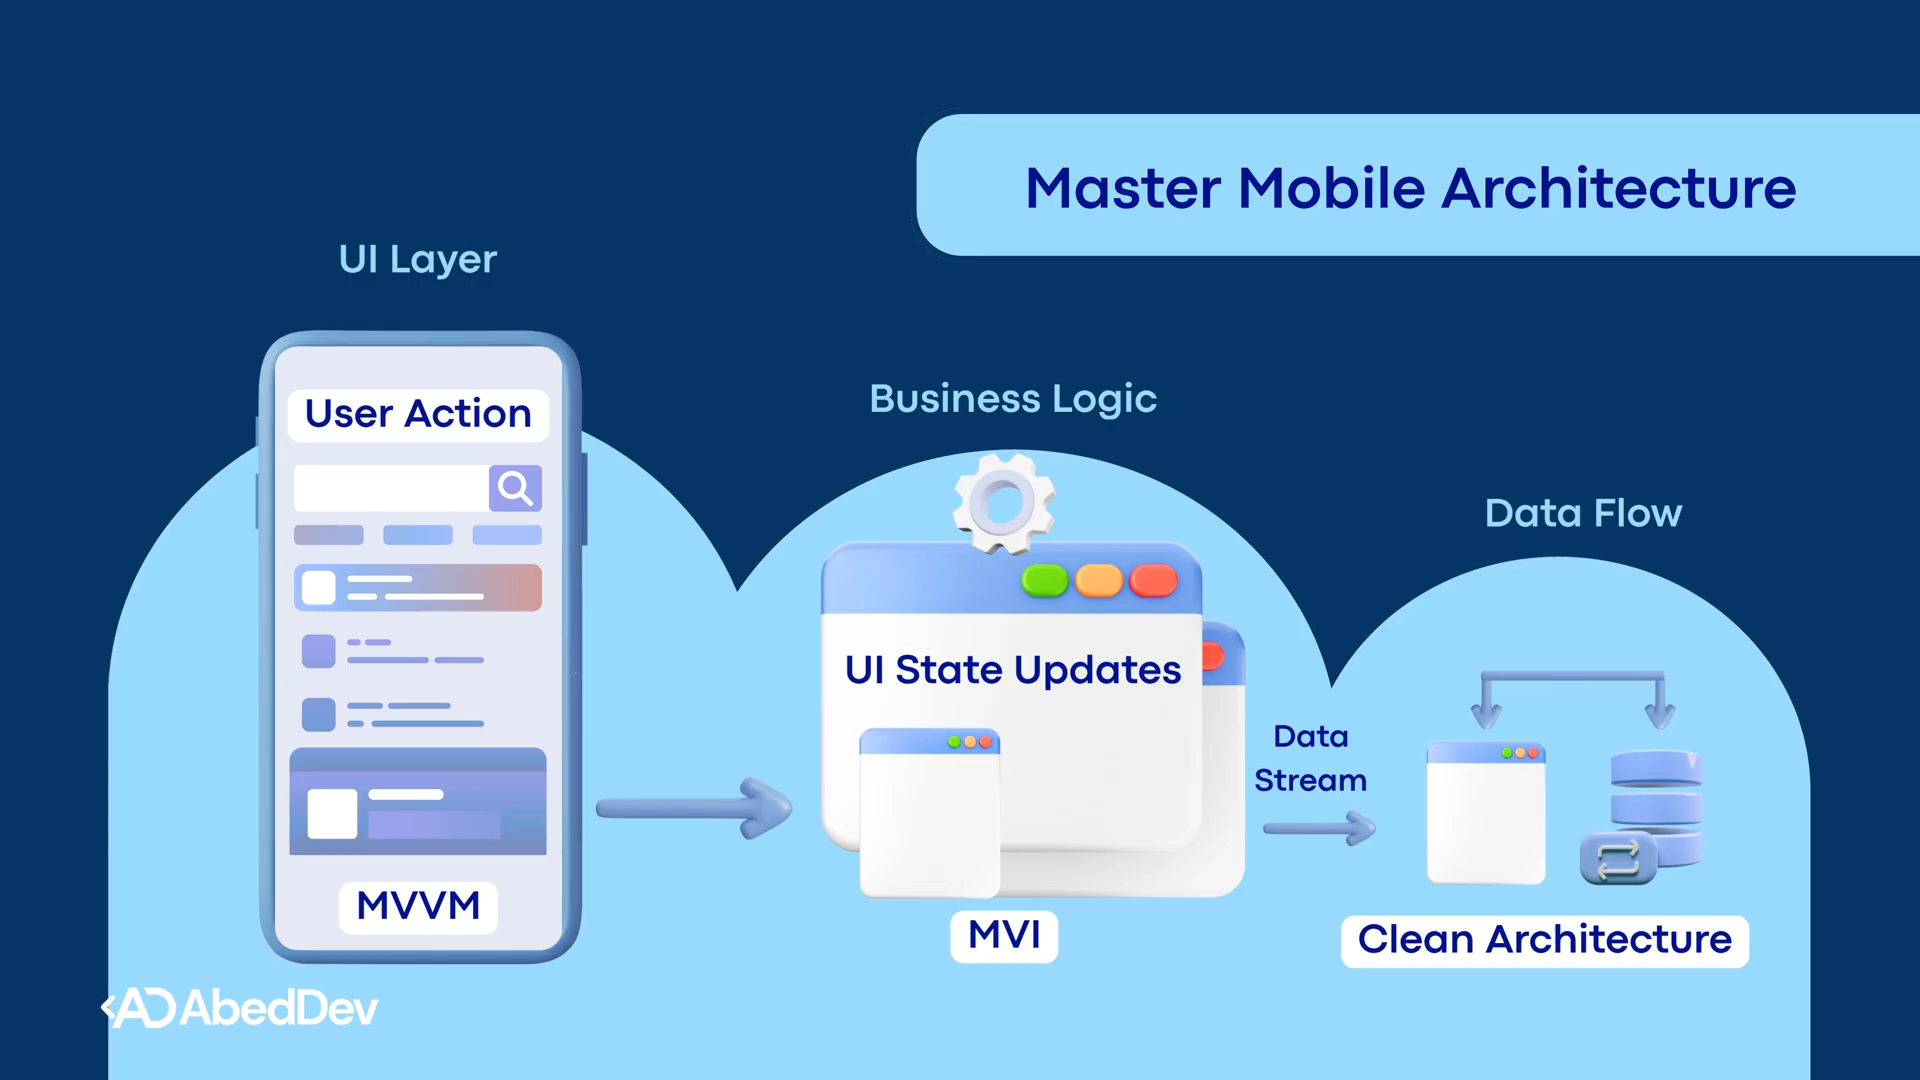 Master Mobile Architecture
UI Layer
User Action
MVVM
Business Logic
UI State Updates
MVI
Data
Stream
Data Flow
Clean Architecture
AD AbedDev